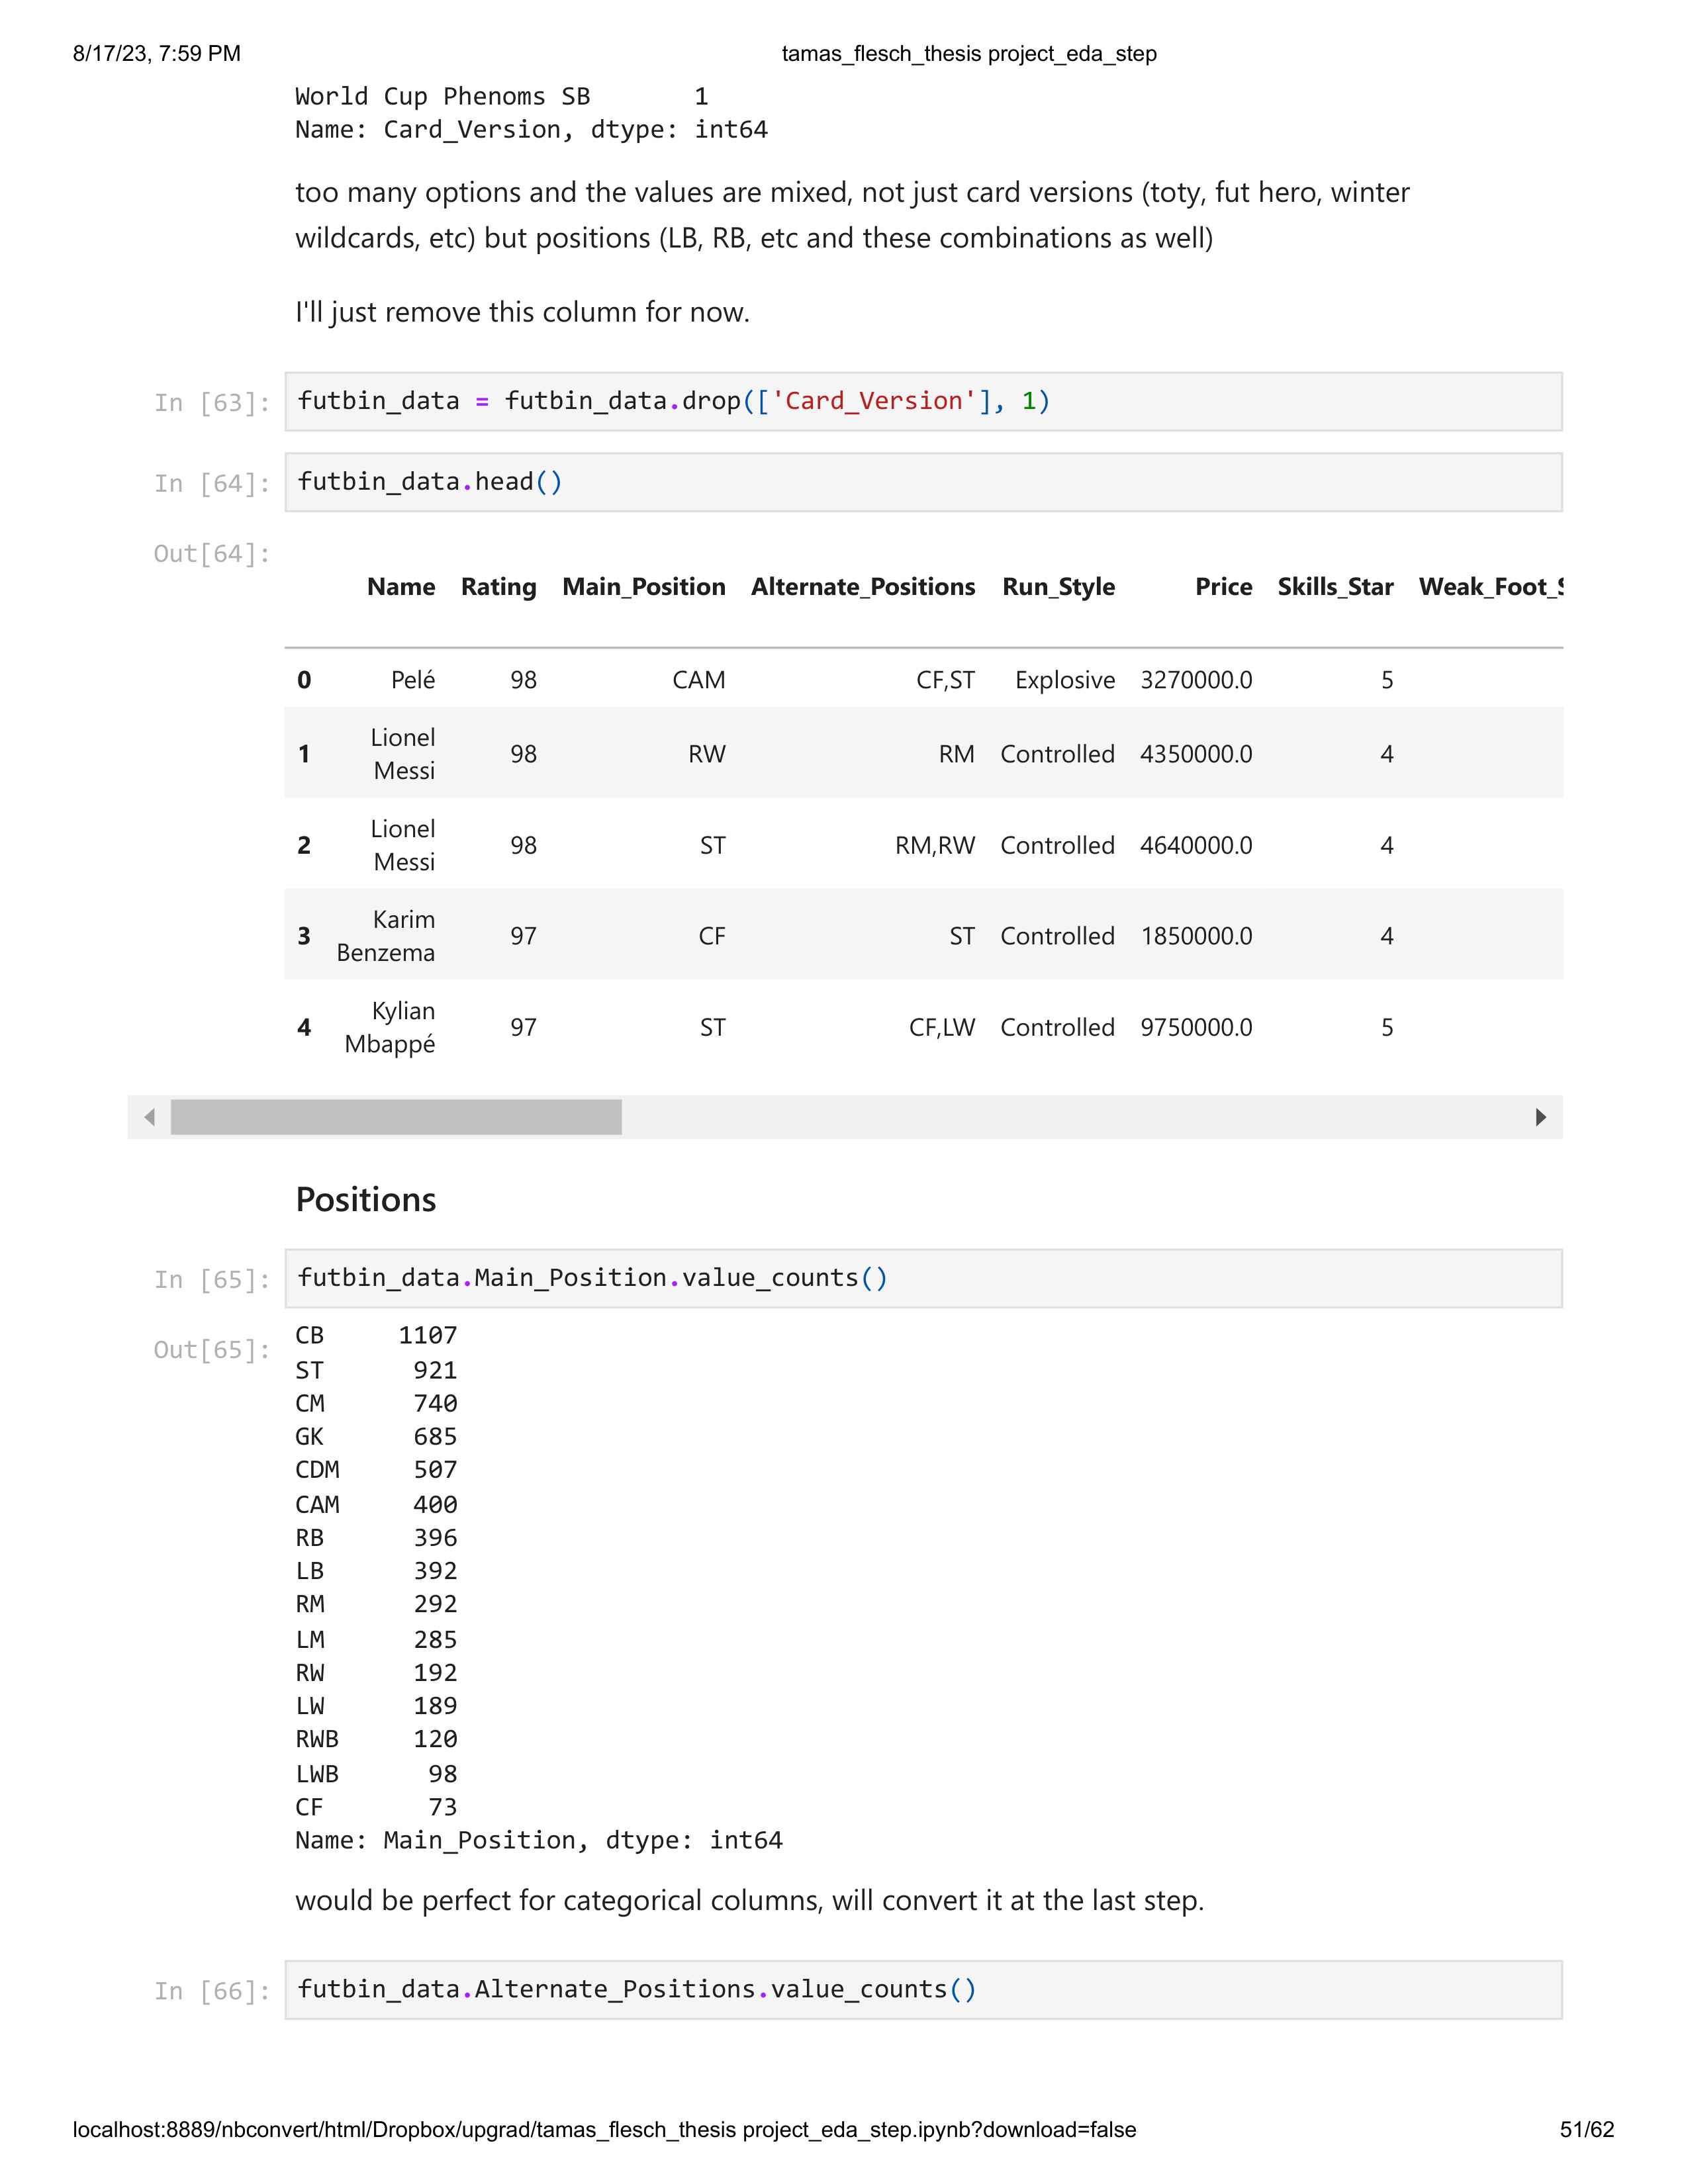 8/17/23, 7:59 PM tamas_flesch_thesis project_eda_step
World Cup Phenoms SB 1
Name: Card_Version, dtype: int64
too many options and the values are mixed, not just card versions (toty, fut hero, winter
wildcards, etc) but positions (LB, RB, etc and these combinations as well)
I'll just remove this column for now.
In [63]: futbin_data = futbin_data.drop(['Card_Version'], 1)
In [64]: futbin_data.head()
Out[64]:
Name Rating Main_Position Alternate_Positions Run_Style Price Skills_Star Weak_Foot_S
0 Pelé 98 CAM CF,ST Explosive 3270000.0 5
1 Lionel Messi 98 RW RM Controlled 4350000.0 4
2 Lionel Messi 98 ST RM,RW Controlled 4640000.0 4
3 Karim Benzema 97 CF ST Controlled 1850000.0 4
4 Kylian Mbappé 97 ST CF,LW Controlled 9750000.0 5
Positions
In [65]: futbin_data.Main_Position.value_counts()
Out[65]:
CB 1107
ST 921
CM 740
GK 685
CDM 507
CAM 400
RB 396
LB 392
RM 292
LM 285
RW 192
LW 189
RWB 120
LWB 98
CF 73
Name: Main_Position, dtype: int64
would be perfect for categorical columns, will convert it at the last step.
In [66]: futbin_data.Alternate_Positions.value_counts()
localhost:8889/nbconvert/html/Dropbox/upgrad/tamas_flesch_thesis project_eda_step.ipynb?download=false 51/62